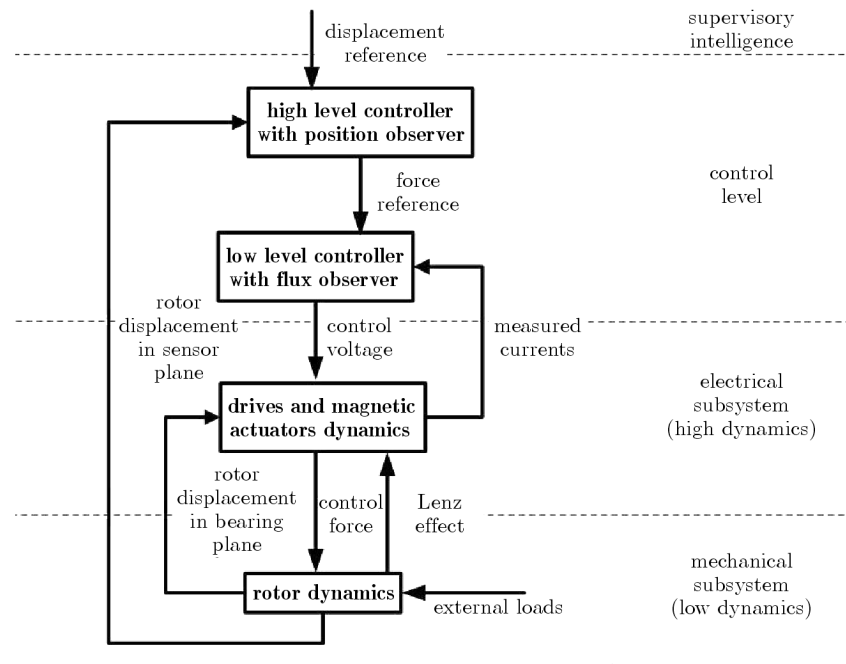 displacement
reference
supervisory
intelligence
high level controller
with position observer
force
reference
control
level
low level controller
with flux observer
rotor
displacement
in sensor
plane
control
voltage
measured
currents
drives and magnetic
actuators dynamics
electrical
subsystem
(high dynamics)
rotor
displacement
in bearing
plane
control
force
Lenz
effect
rotor dynamics
external loads
mechanical
subsystem
(low dynamics)